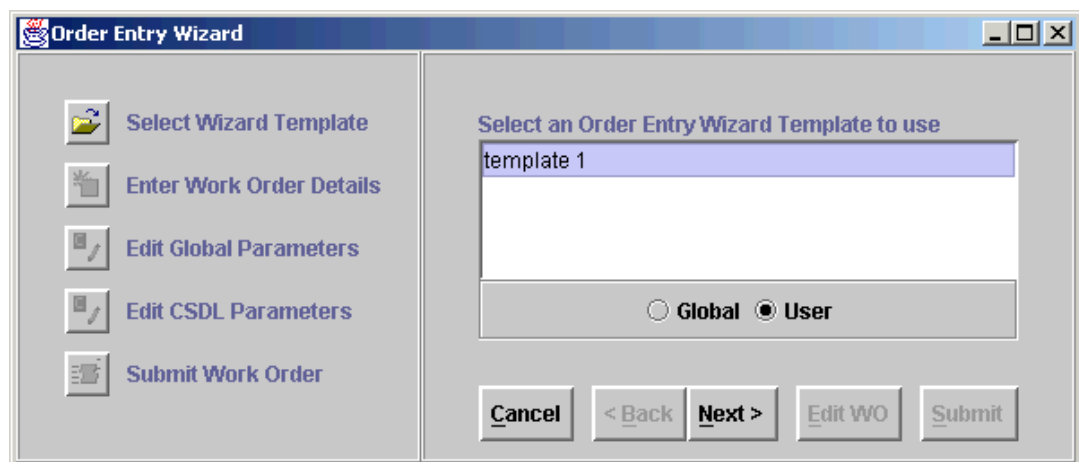 Order Entry Wizard
Select Wizard Template
Enter Work Order Details
Edit Global Parameters
Edit CSDL Parameters
Submit Work Order
Select an Order Entry Wizard Template to use
template 1
Global User
Cancel < Back Next > Edit WO Submit